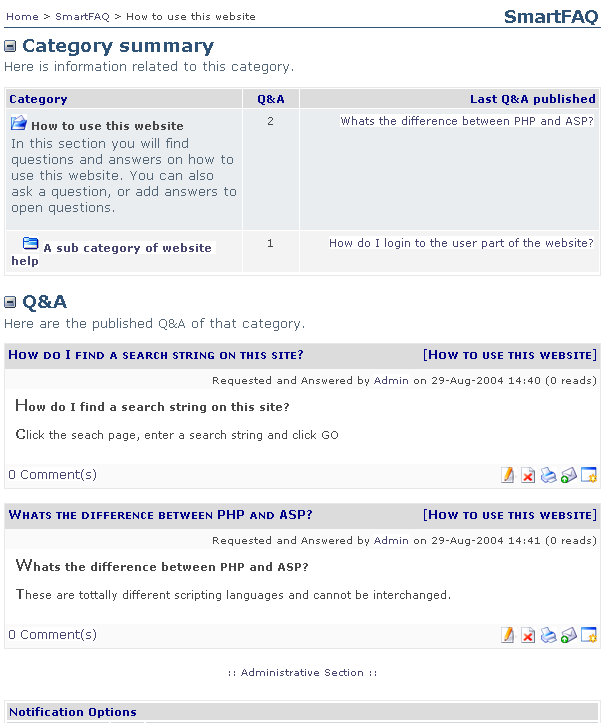 Home > SmartFAQ > How to use this website
SmartFAQ
Category summary
Here is information related to this category.
Category Q&A Last Q&A published
How to use this website 2 Whats the difference between PHP and ASP?
In this section you will find
questions and answers on how to
use this website. You can also
ask a question, or add answers to
open questions.
A sub category of website 1 How do I login to the user part of the website?
help
Q&A
Here are the published Q&A of that category.
How do I find a search string on this site? [How to use this website]
Requested and Answered by Admin on 29-Aug-2004 14:40 (0 reads)
How do I find a search string on this site?
Click the seach page, enter a search string and click GO
0 Comment(s)
Whats the difference between PHP and ASP? [How to use this website]
Requested and Answered by Admin on 29-Aug-2004 14:41 (0 reads)
Whats the difference between PHP and ASP?
These are tottally different scripting languages and cannot be interchanged.
0 Comment(s)
:: Administrative Section ::
Notification Options